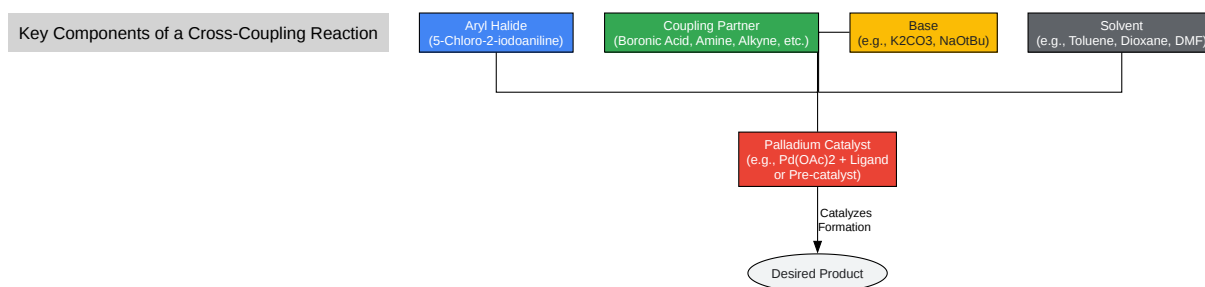 Key Components of a Cross-Coupling Reaction
Aryl Halide
(5-Chloro-2-iodoaniline)
Coupling Partner
(Boronic Acid, Amine, Alkyne, etc.)
Base
(e.g., K2CO3, NaOtBu)
Solvent
(e.g., Toluene, Dioxane, DMF)
Palladium Catalyst
(e.g., Pd(OAc)2 + Ligand
or Pre-catalyst)
Catalyzes
Formation
Desired Product